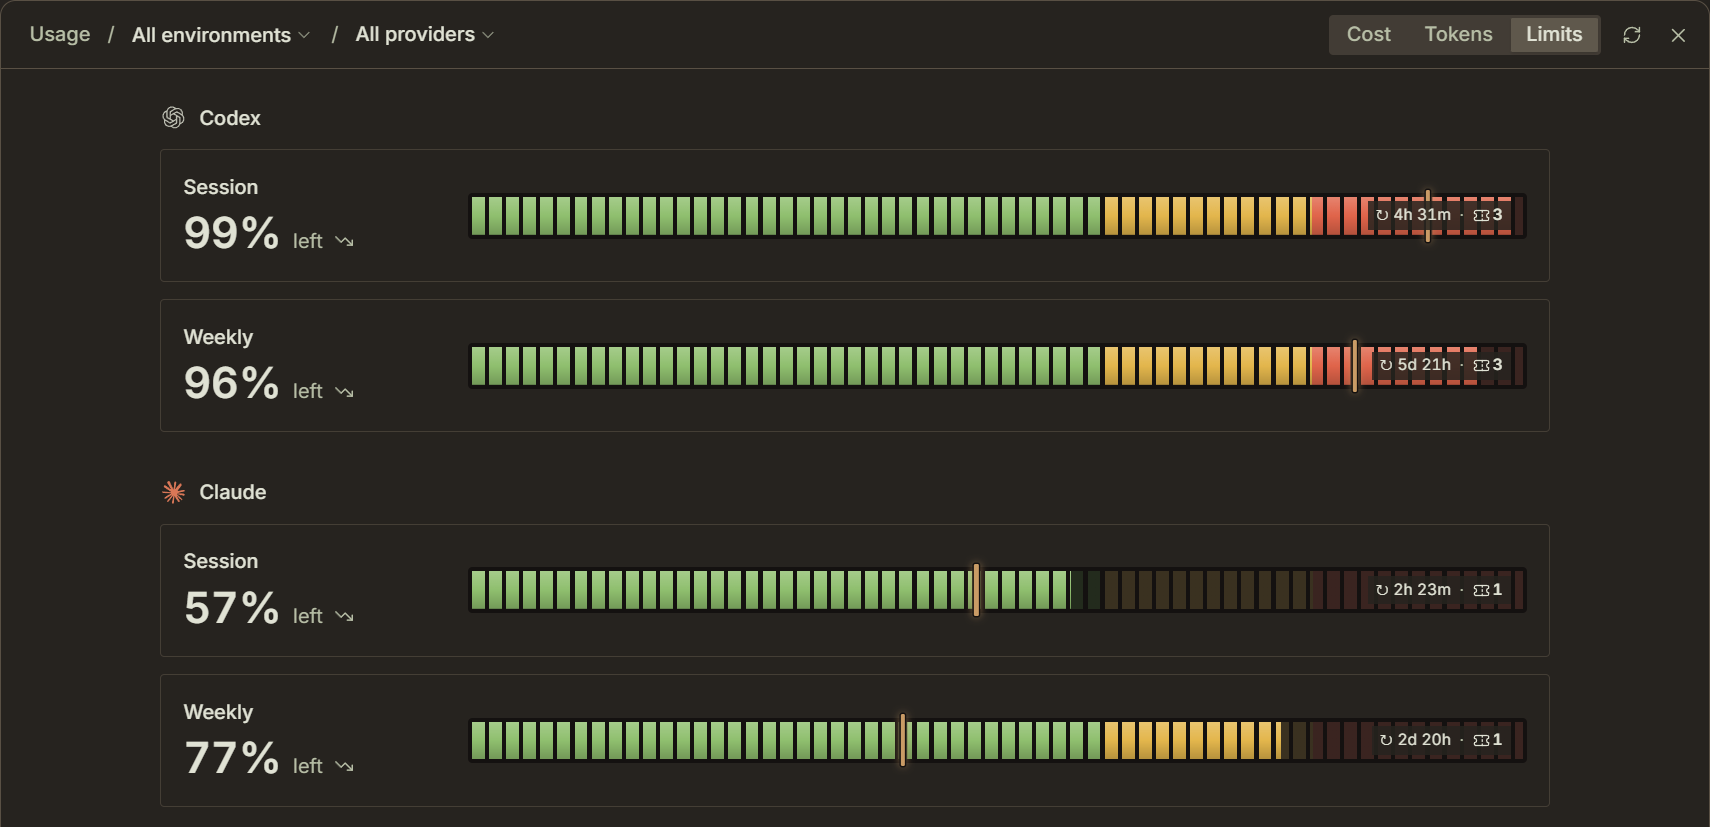 Usage / All environments / All providers
Cost Tokens Limits
Codex
Session
99% left
4h 31m · 3
Weekly
96% left
5d 21h · 3
Claude
Session
57% left
2h 23m · 1
Weekly
77% left
2d 20h · 1